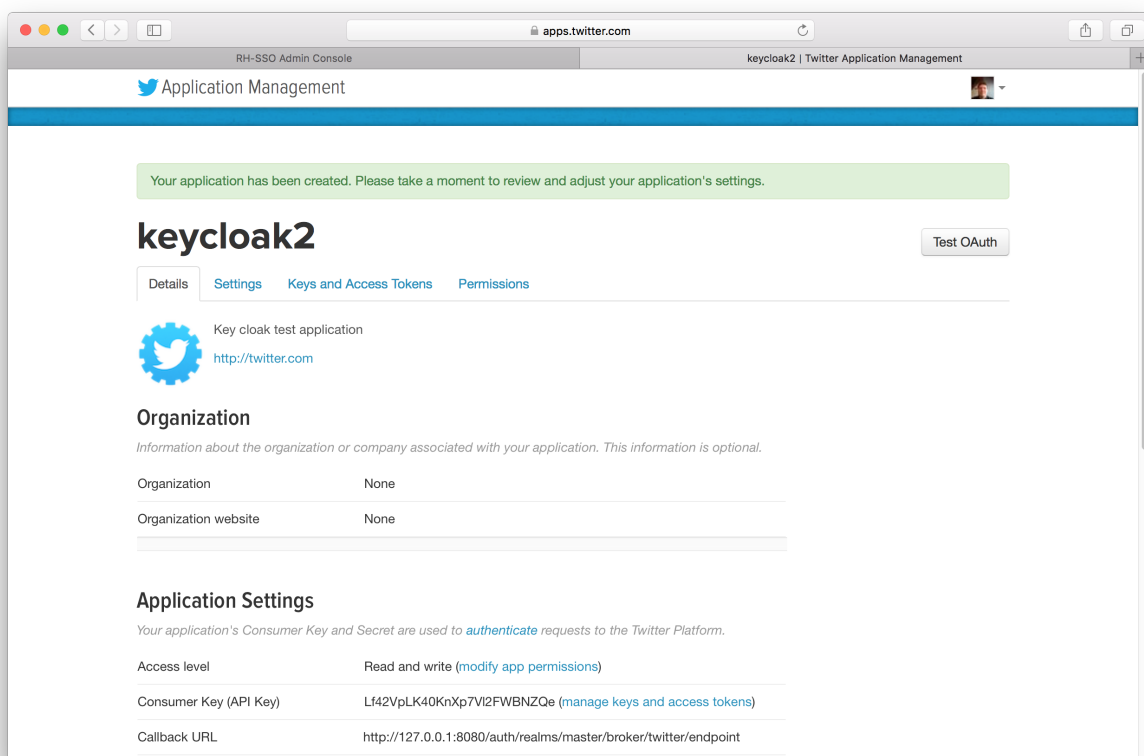 apps.twitter.com
RH-SSO Admin Console
keycloak2 | Twitter Application Management
Application Management
Your application has been created. Please take a moment to review and adjust your application's settings.
keycloak2
Test OAuth
Details Settings Keys and Access Tokens Permissions
Key cloak test application
http://twitter.com
Organization
Information about the organization or company associated with your application. This information is optional.
Organization None
Organization website None
Application Settings
Your application's Consumer Key and Secret are used to authenticate requests to the Twitter Platform.
Access level Read and write (modify app permissions)
Consumer Key (API Key) Lf42VpLK40KnXp7Vl2FWBNZQe (manage keys and access tokens)
Callback URL http://127.0.0.1:8080/auth/realms/master/broker/twitter/endpoint